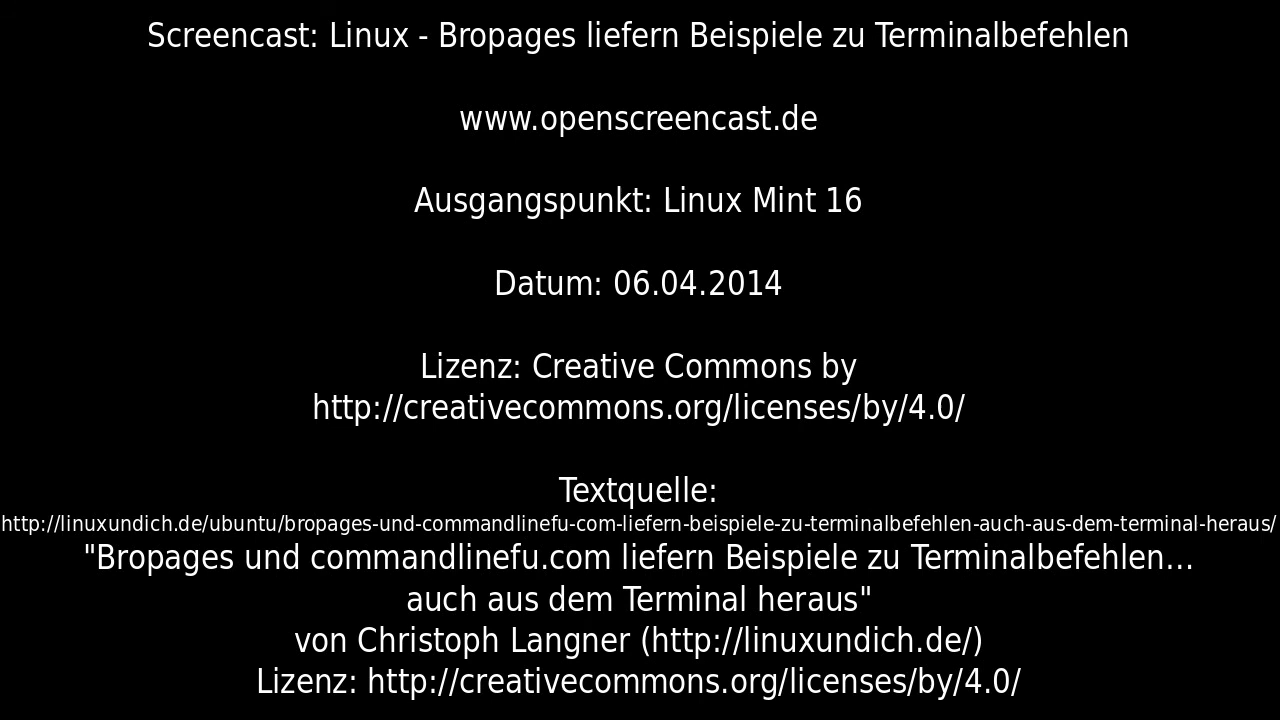 Screencast: Linux - Bropages liefern Beispiele zu Terminalbefehlen
www.openscreencast.de
Ausgangspunkt: Linux Mint 16
Datum: 06.04.2014
Lizenz: Creative Commons by
http://creativecommons.org/licenses/by/4.0/
Textquelle:
http://linuxundich.de/ubuntu/bropages-und-commandlinefu-com-liefern-beispiele-zu-terminalbefehlen-auch-aus-dem-terminal-heraus/
"Bropages und commandlinefu.com liefern Beispiele zu Terminalbefehlen...
auch aus dem Terminal heraus"
von Christoph Langner (http://linuxundich.de/)
Lizenz: http://creativecommons.org/licenses/by/4.0/